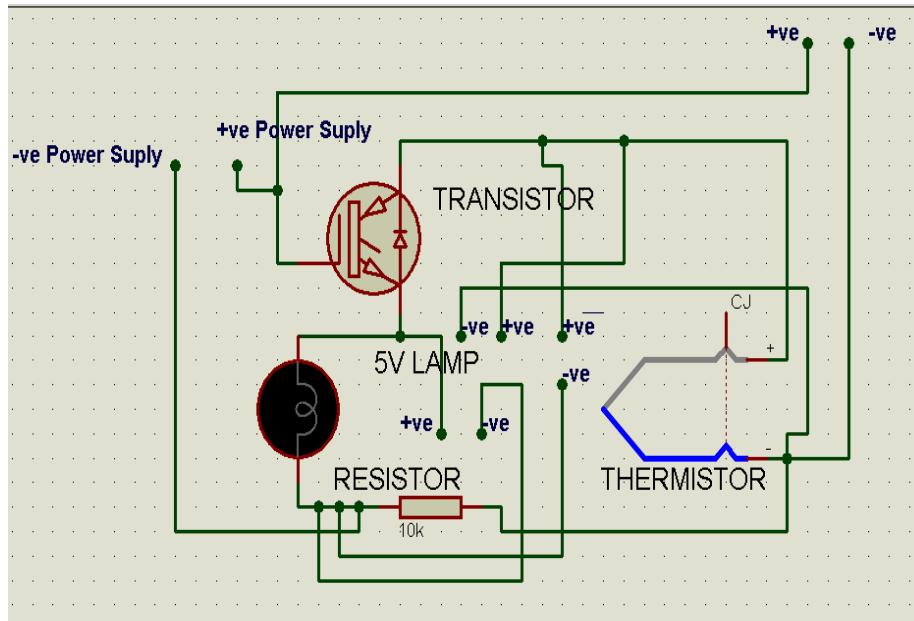 +ve -ve
+ve Power Suply
-ve Power Suply
TRANSISTOR
CJ
-ve +ve +ve
+
5V LAMP
-ve
+ve -ve
-
RESISTOR THERMISTOR
10k